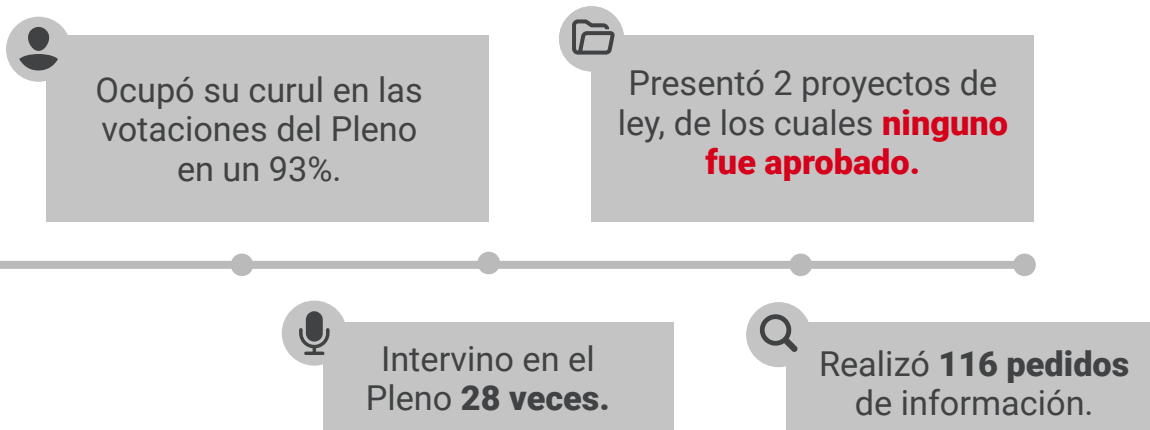 Ocupó su curul en las
votaciones del Pleno
en un 93%.
Presentó 2 proyectos de
ley, de los cuales ninguno
fue aprobado.
Intervino en el
Pleno 28 veces.
Realizó 116 pedidos
de información.